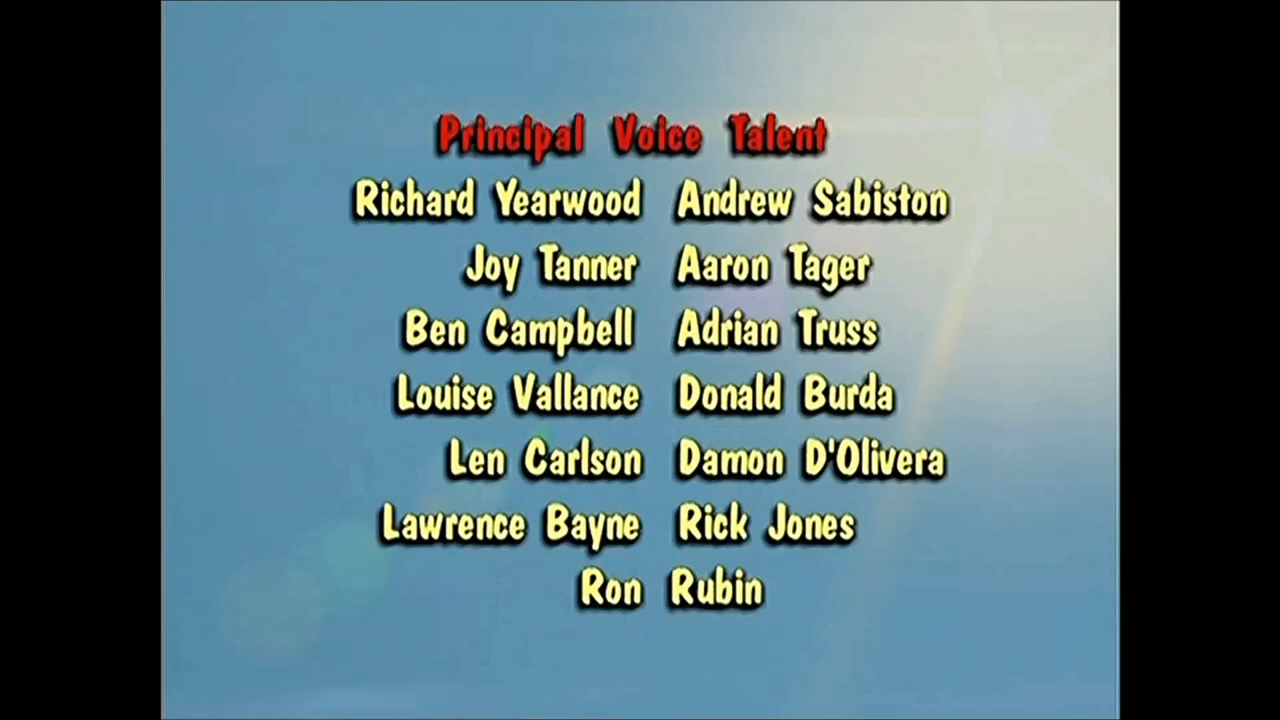 Principal Voice Talent
Richard Yearwood Andrew Sabiston
Joy Tanner Aaron Tager
Ben Campbell Adrian Truss
Louise Vallance Donald Burda
Len Carlson Damon D'Olivera
Lawrence Bayne Rick Jones
Ron Rubin